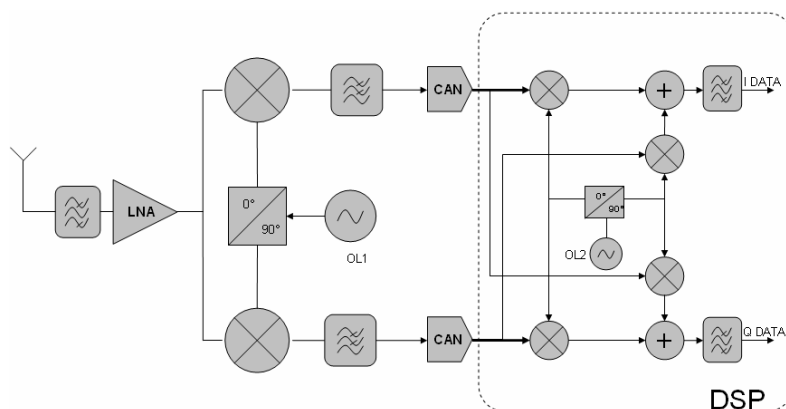 CAN
I DATA
LNA
0°
90°
OL1
0°
90°
OL2
CAN
Q DATA
DSP